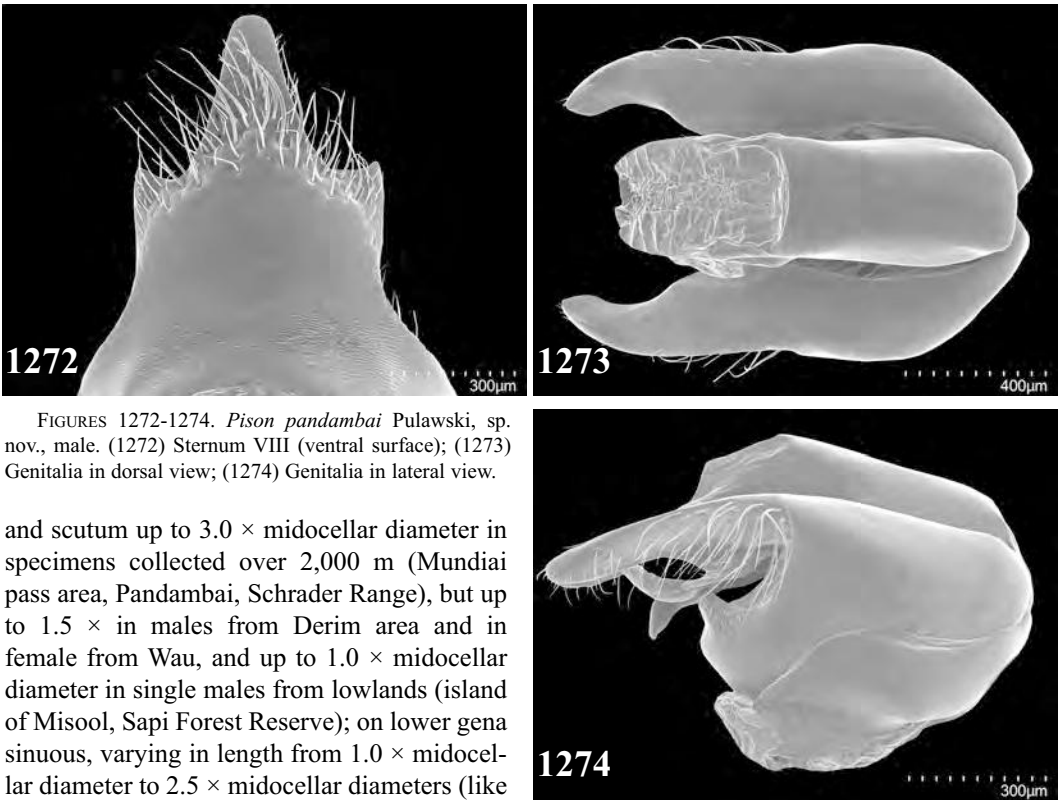 1272
300µm
1273
400µm
FIGURES 1272-1274. Pison pandambai Pulawski, sp.
nov., male. (1272) Sternum VIII (ventral surface); (1273)
Genitalia in dorsal view; (1274) Genitalia in lateral view.
and scutum up to 3.0 × midocellar diameter in
specimens collected over 2,000 m (Mundiai
pass area, Pandambai, Schrader Range), but up
to 1.5 × in males from Derim area and in
female from Wau, and up to 1.0 × midocellar
diameter in single males from lowlands (island
of Misool, Sapi Forest Reserve); on lower gena
sinuous, varying in length from 1.0 × midocel-
lar diameter to 2.5 × midocellar diameters (like
1274
300µm